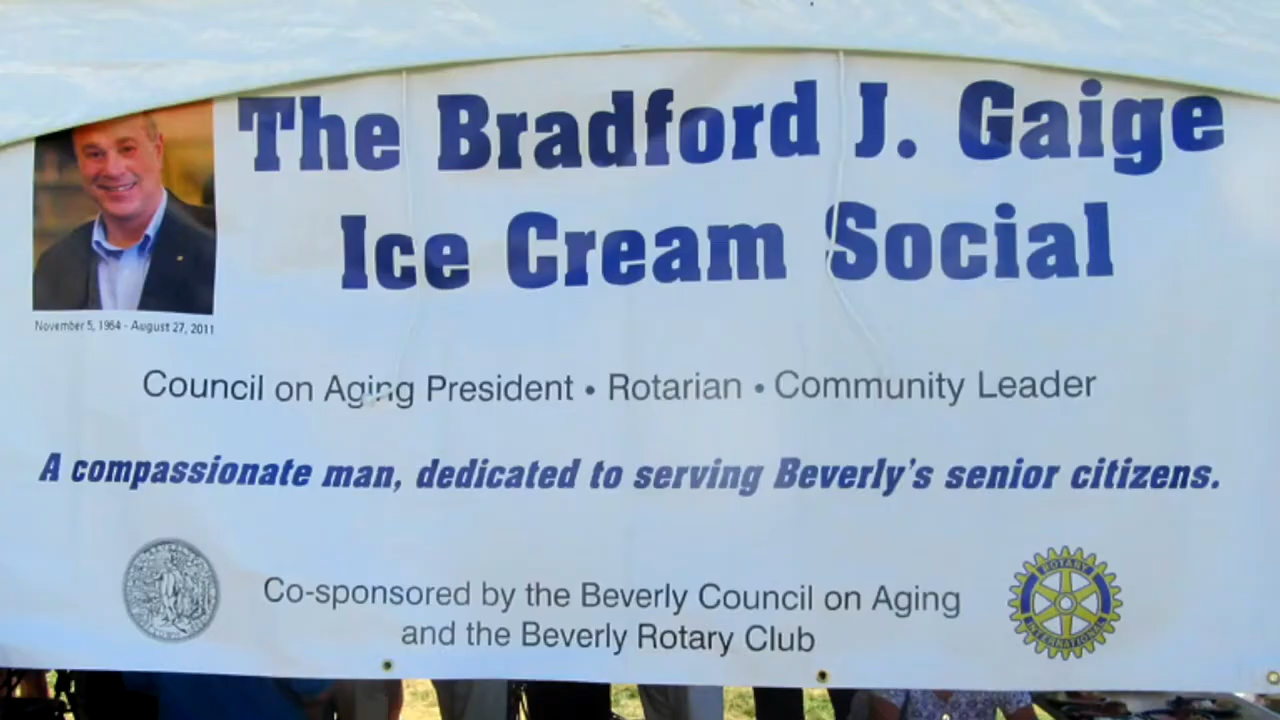 The Bradford J. Gaige
Ice Cream Social
November 5, 1964 - August 27, 2011
Council on Aging President • Rotarian • Community Leader
A compassionate man, dedicated to serving Beverly's senior citizens.
Co-sponsored by the Beverly Council on Aging
and the Beverly Rotary Club
ROTARY
INTERNATIONAL